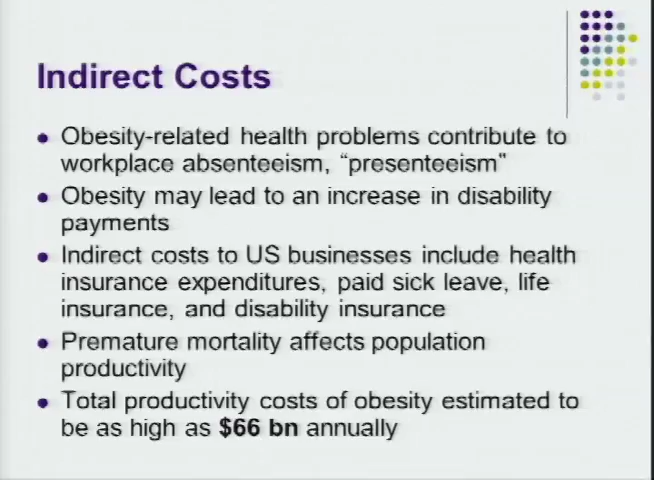 Indirect Costs
Obesity-related health problems contribute to
workplace absenteeism, "presenteeism"
Obesity may lead to an increase in disability
payments
Indirect costs to US businesses include health
insurance expenditures, paid sick leave, life
insurance, and disability insurance
Premature mortality affects population
productivity
Total productivity costs of obesity estimated to
be as high as $66 bn annually